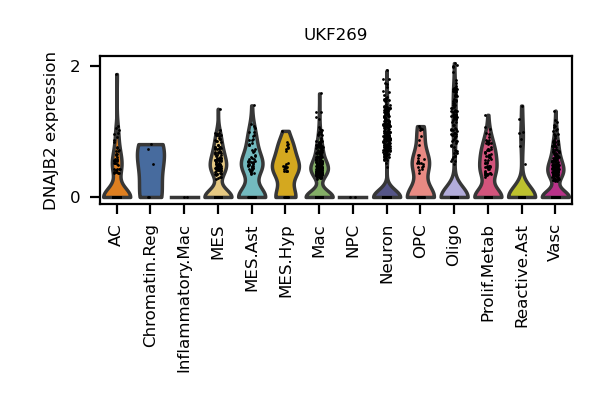 UKF269
DNAJB2 expression
2
0
AC
Chromatin.Reg
Inflammatory.Mac
MES
MES.Ast
MES.Hyp
Mac
NPC
Neuron
OPC
Oligo
Prolif.Metab
Reactive.Ast
Vasc